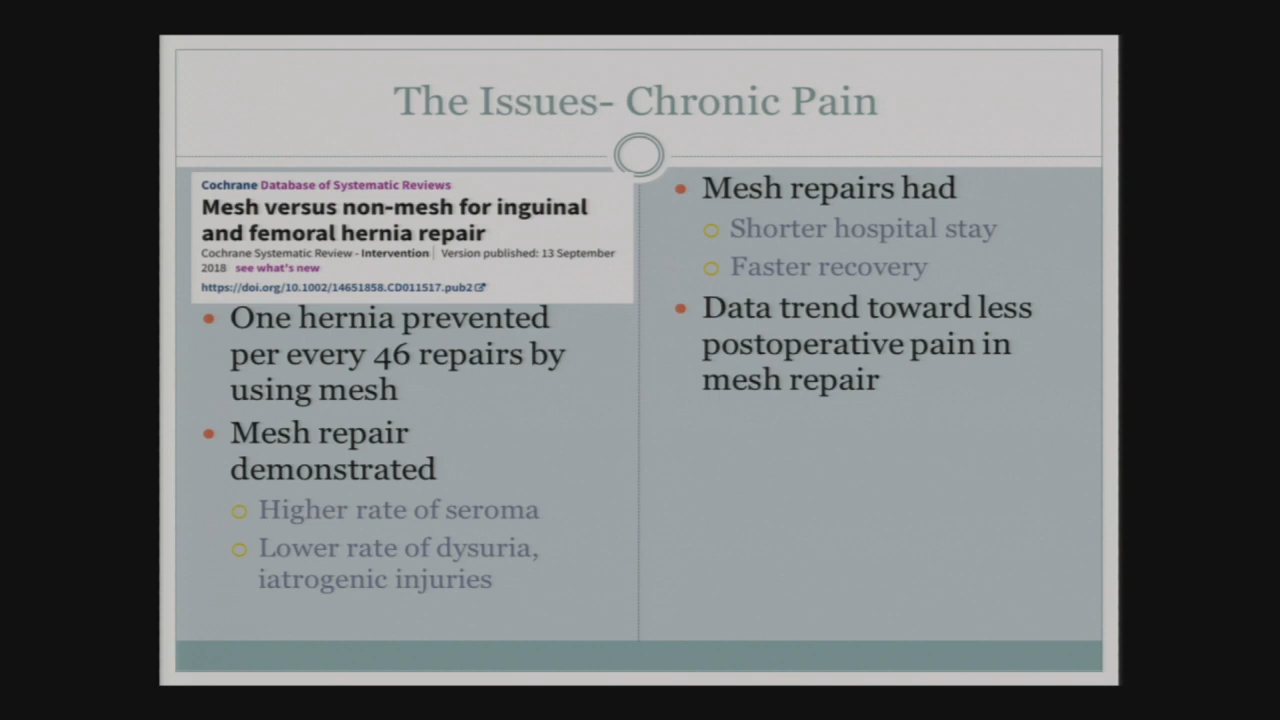 The Issues- Chronic Pain
Cochrane Database of Systematic Reviews
Mesh versus non-mesh for inguinal
and femoral hernia repair
Cochrane Systematic Review - Intervention | Version published: 13 September
2018 see what's new
https://doi.org/10.1002/14651858.CD011517.pub2
• One hernia prevented
per every 46 repairs by
using mesh
• Mesh repair
demonstrated
○ Higher rate of seroma
○ Lower rate of dysuria,
iatrogenic injuries
• Mesh repairs had
○ Shorter hospital stay
○ Faster recovery
• Data trend toward less
postoperative pain in
mesh repair